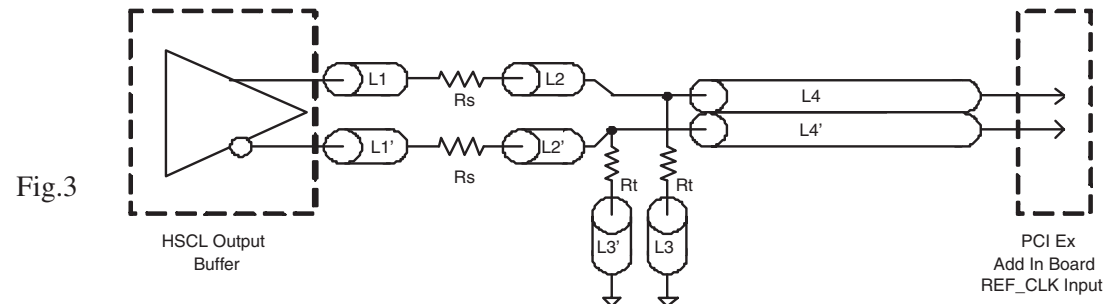 L1
Rs
L2
L4
L4'
L1'
Rs
L2'
Rt
Rt
L3'
L3
Fig.3
HSCL Output
Buffer
PCI Ex
Add In Board
REF_CLK Input